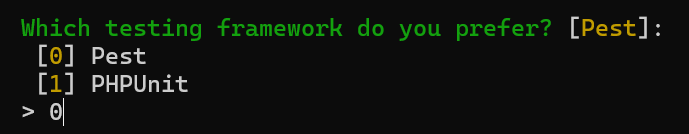 Which testing framework do you prefer? [Pest]:
[0] Pest
[1] PHPUnit
> 0